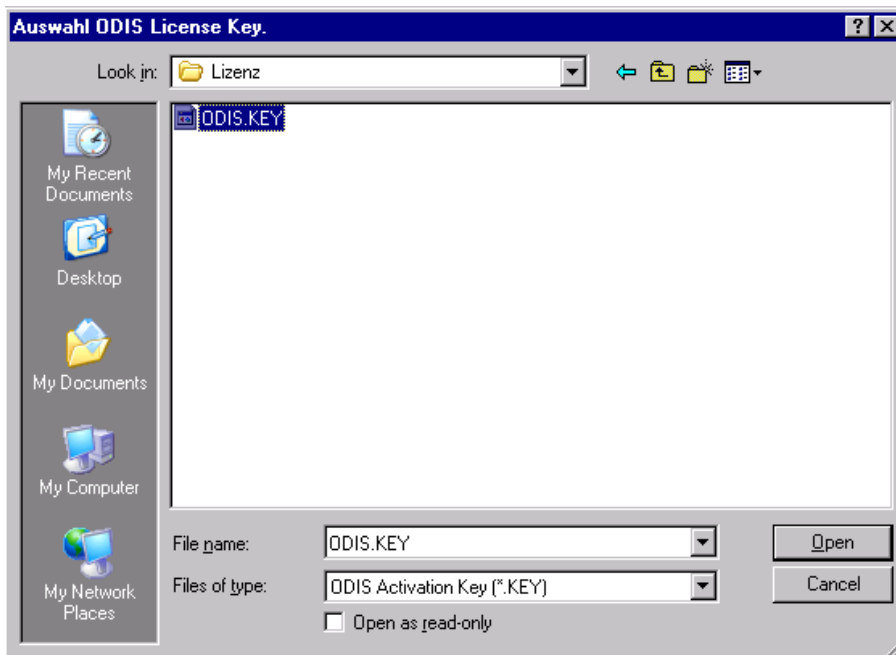 Auswahl ODIS License Key.
Look in: Lizenz
ODIS.KEY
My Recent
Documents
Desktop
My Documents
My Computer
My Network
Places
File name: ODIS.KEY Open
Files of type: ODIS Activation Key (*.KEY) Cancel
Open as read-only